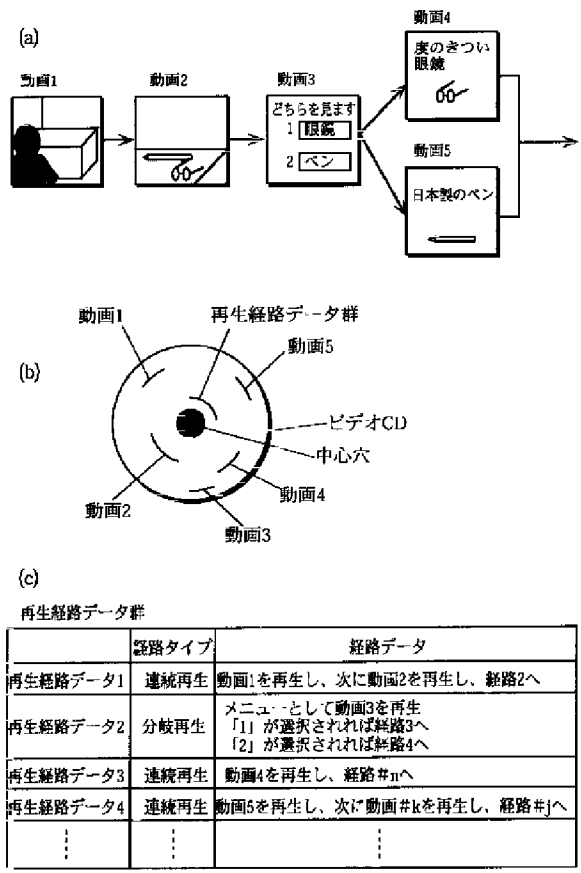 (a)
動画1
動画2
動画3
どちらを見ます
1 眼鏡
2 ペン
動画4
度のきつい
眼鏡
動画5
日本製のペン
(b)
動画1
再生経路データ群
動画5
ビデオCD
中心穴
動画4
動画3
動画2
(c)
再生経路データ群
経路タイプ 経路データ
再生経路データ1 連続再生 動画1を再生し、次に動画2を再生し、経路2へ
再生経路データ2 分岐再生 メニューとして動画3を再生
「1」が選択されれば経路3へ
「2」が選択されれば経路4へ
再生経路データ3 連続再生 動画4を再生し、経路#nへ
再生経路データ4 連続再生 動画5を再生し、次に動画#kを再生し、経路#jへ